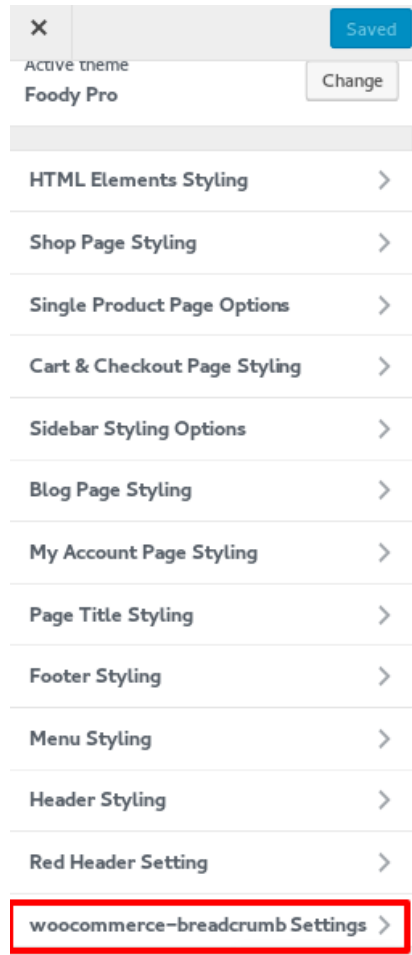 Saved
Active theme
Foody Pro
Change
HTML Elements Styling
Shop Page Styling
Single Product Page Options
Cart & Checkout Page Styling
Sidebar Styling Options
Blog Page Styling
My Account Page Styling
Page Title Styling
Footer Styling
Menu Styling
Header Styling
Red Header Setting
woocommerce-breadcrumb Settings